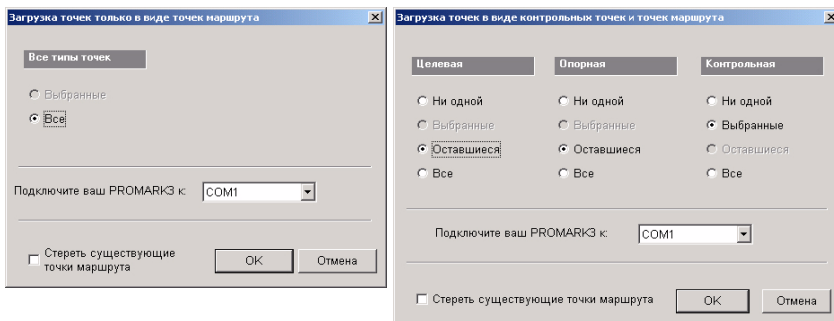 Загрузка точек только в виде точек маршрута
Все типы точек
Выбранные
Все
Подключите ваш PROMARK3 к:
COM1
Стереть существующие
точки маршрута
OK
Отмена
Загрузка точек в виде контрольных точек и точек маршрута
Целевая
Опорная
Контрольная
Ни одной
Ни одной
Ни одной
Выбранные
Выбранные
Выбранные
Оставшиеся
Оставшиеся
Оставшиеся
Все
Все
Все
Подключите ваш PROMARK3 к:
COM1
Стереть существующие точки маршрута
OK
Отмена